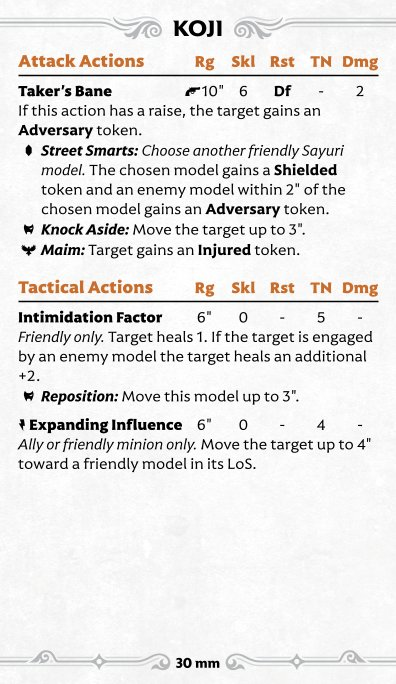 KOJI
Attack Actions Rg Skl Rst TN Dmg
Taker's Bane 10" 6 Df - 2
If this action has a raise, the target gains an
Adversary token.
Street Smarts: Choose another friendly Sayuri
model. The chosen model gains a Shielded
token and an enemy model within 2" of the
chosen model gains an Adversary token.
Knock Aside: Move the target up to 3".
Maim: Target gains an Injured token.
Tactical Actions Rg Skl Rst TN Dmg
Intimidation Factor 6" 0 - 5 -
Friendly only. Target heals 1. If the target is engaged
by an enemy model the target heals an additional
+2.
Reposition: Move this model up to 3".
Expanding Influence 6" 0 - 4 -
Ally or friendly minion only. Move the target up to 4"
toward a friendly model in its LoS.
30 mm